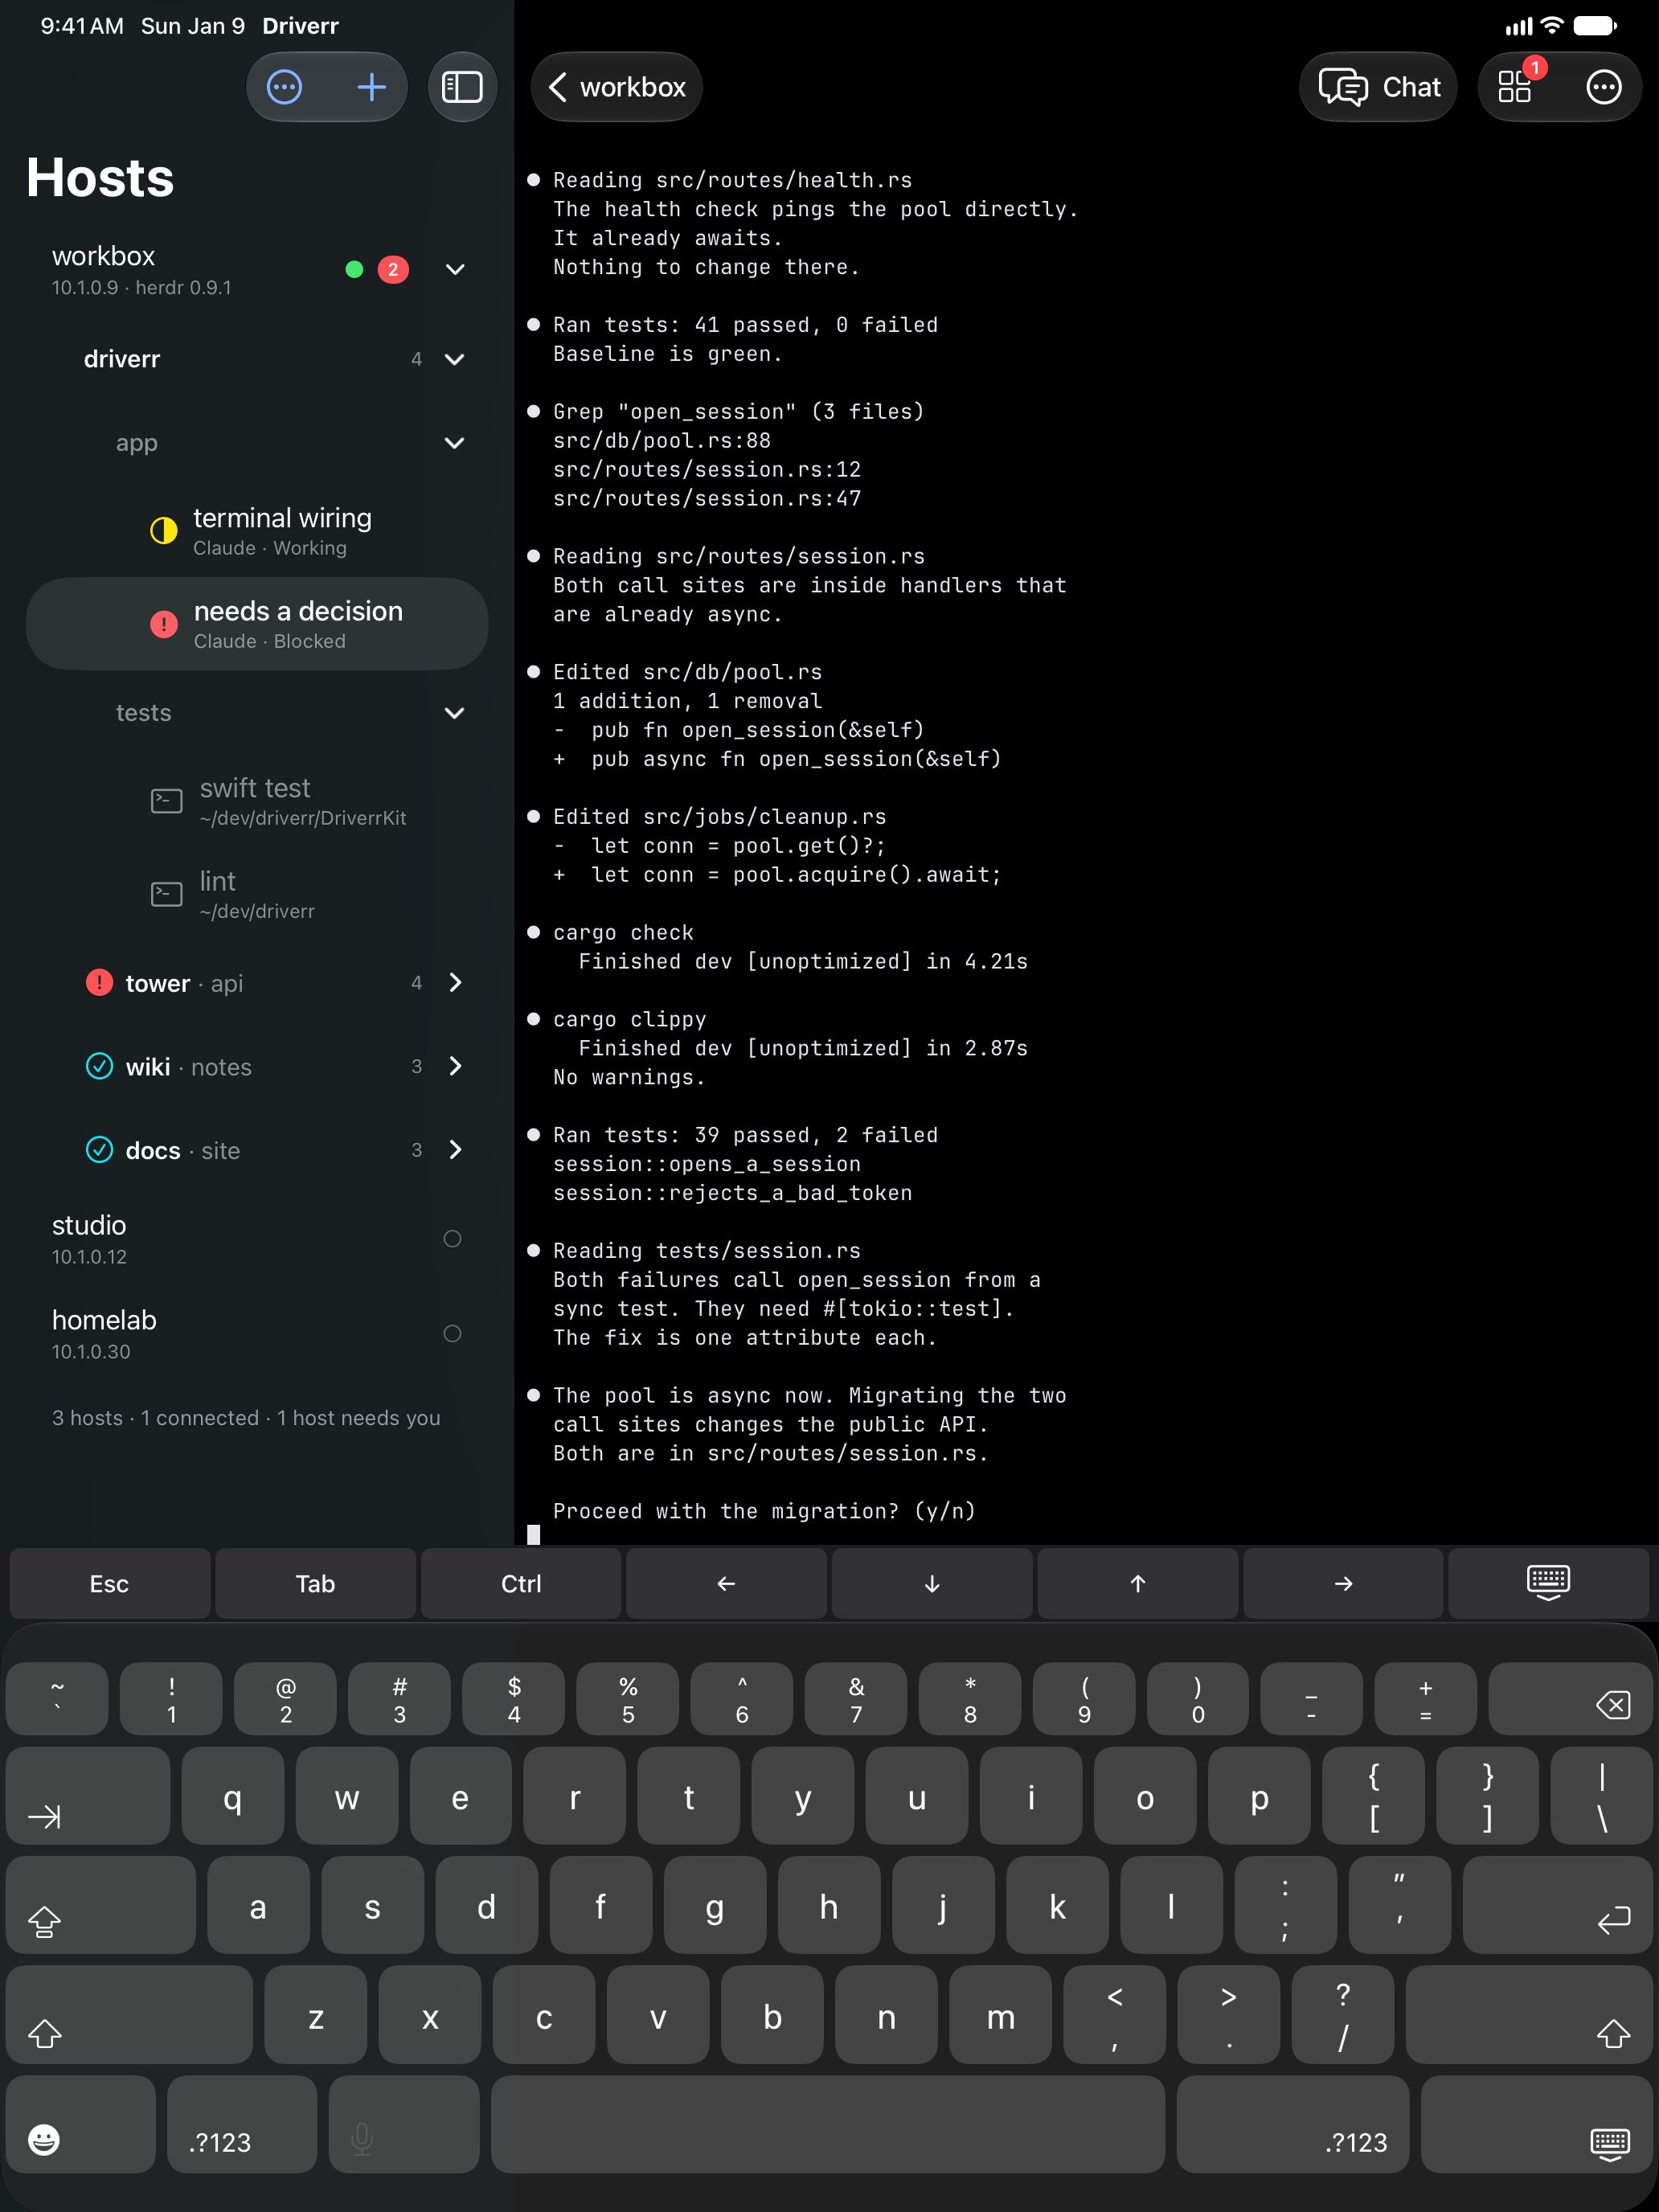 9:41 AM Sun Jan 9 Driverr
Hosts
workbox
10.1.0.9 · herdr 0.9.1
2
driverr
4
app
terminal wiring
Claude · Working
! needs a decision
Claude · Blocked
tests
swift test
~/dev/driverr/DriverrKit
lint
~/dev/driverr
! tower · api
4
wiki · notes
3
docs · site
3
studio
10.1.0.12
homelab
10.1.0.30
3 hosts · 1 connected · 1 host needs you
workbox
Chat
1
● Reading src/routes/health.rs
The health check pings the pool directly.
It already awaits.
Nothing to change there.
● Ran tests: 41 passed, 0 failed
Baseline is green.
● Grep "open_session" (3 files)
src/db/pool.rs:88
src/routes/session.rs:12
src/routes/session.rs:47
● Reading src/routes/session.rs
Both call sites are inside handlers that
are already async.
● Edited src/db/pool.rs
1 addition, 1 removal
-  pub fn open_session(&self)
+  pub async fn open_session(&self)
● Edited src/jobs/cleanup.rs
-  let conn = pool.get()?;
+  let conn = pool.acquire().await;
● cargo check
Finished dev [unoptimized] in 4.21s
● cargo clippy
Finished dev [unoptimized] in 2.87s
No warnings.
● Ran tests: 39 passed, 2 failed
session::opens_a_session
session::rejects_a_bad_token
● Reading tests/session.rs
Both failures call open_session from a
sync test. They need #[tokio::test].
The fix is one attribute each.
● The pool is async now. Migrating the two
call sites changes the public API.
Both are in src/routes/session.rs.
Proceed with the migration? (y/n)
Esc Tab Ctrl ← ↓ ↑ →
~ ! @ # $ % ^ & * ( ) _ +
` 1 2 3 4 5 6 7 8 9 0 - =
q w e r t y u i o p { [ } ] | \
a s d f g h j k l : ; " '
z x c v b n m < , > . ? /
.?123 .?123